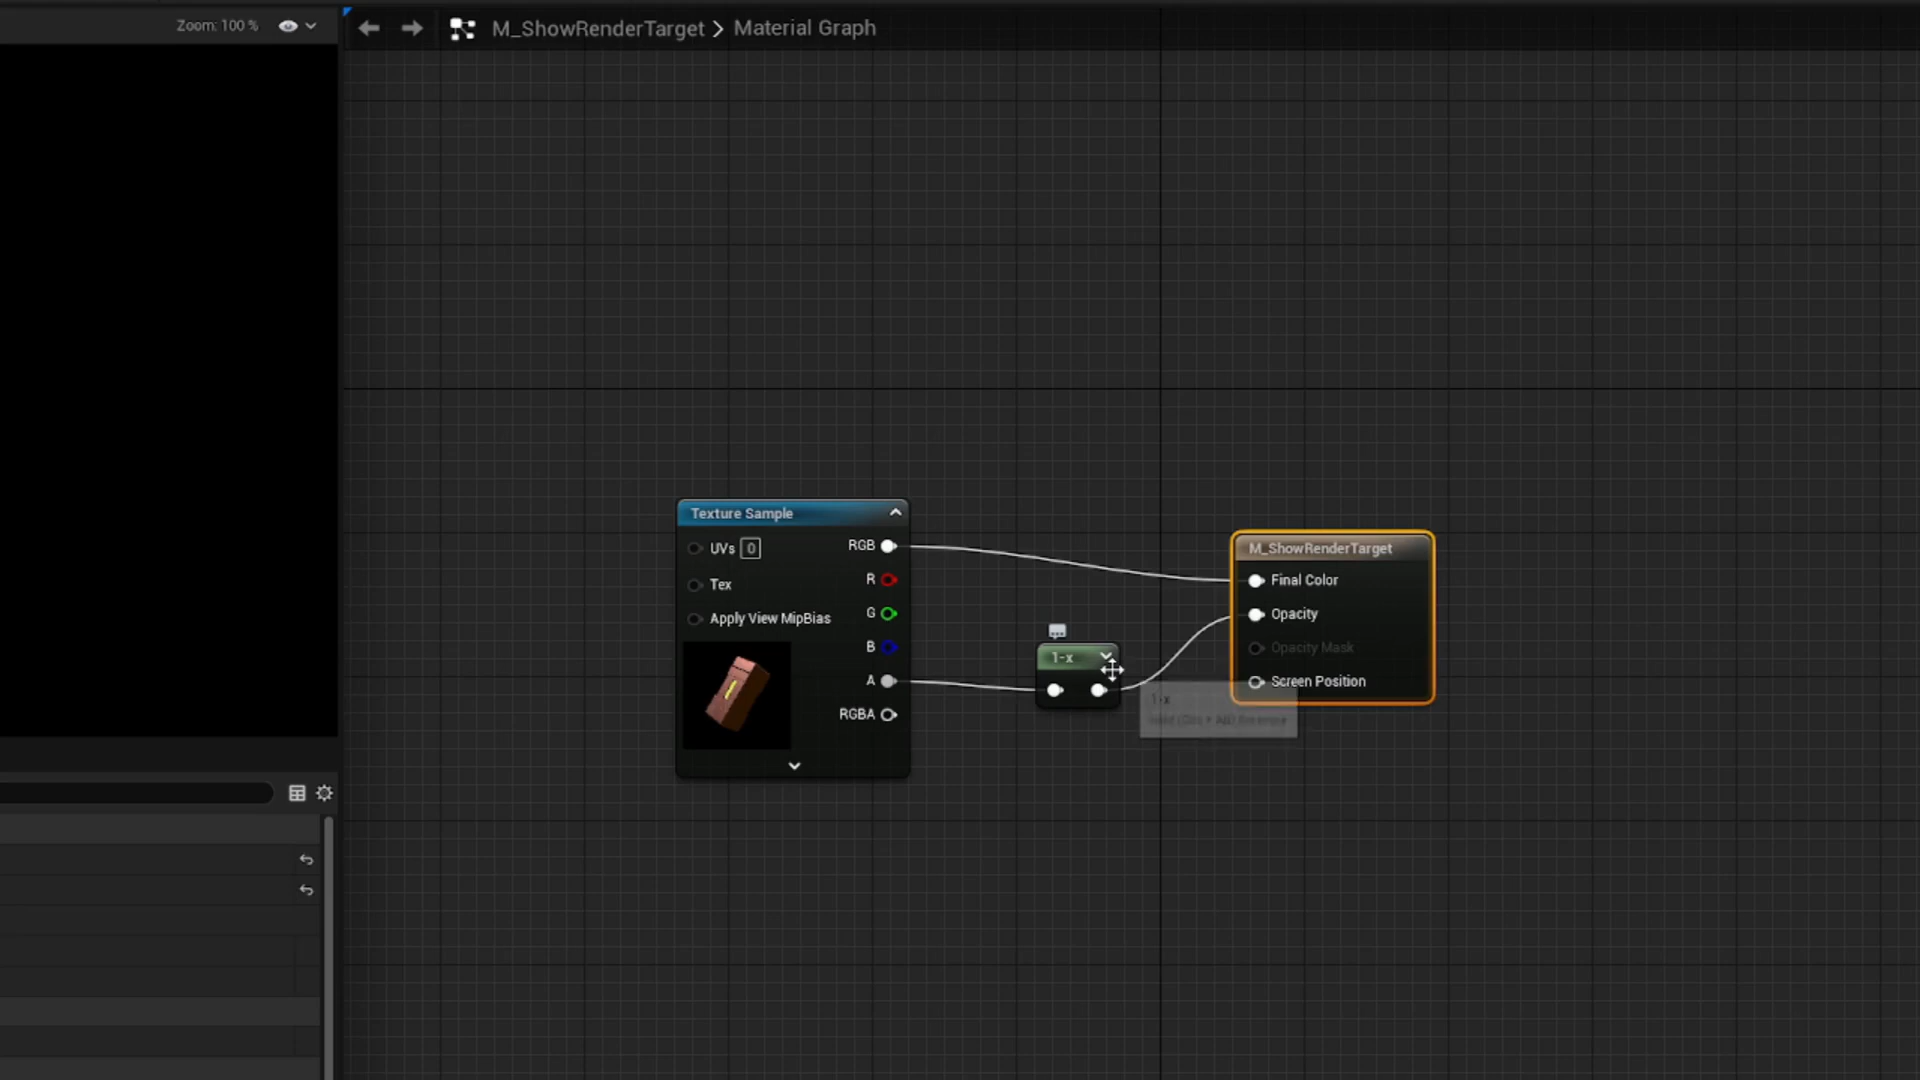 Zoom: 100 %
M_ShowRenderTarget > Material Graph
Texture Sample
UVs 0
RGB
Tex
R
Apply View MipBias
G
B
A
RGBA
1-x
M_ShowRenderTarget
Final Color
Opacity
Opacity Mask
Screen Position
1-x